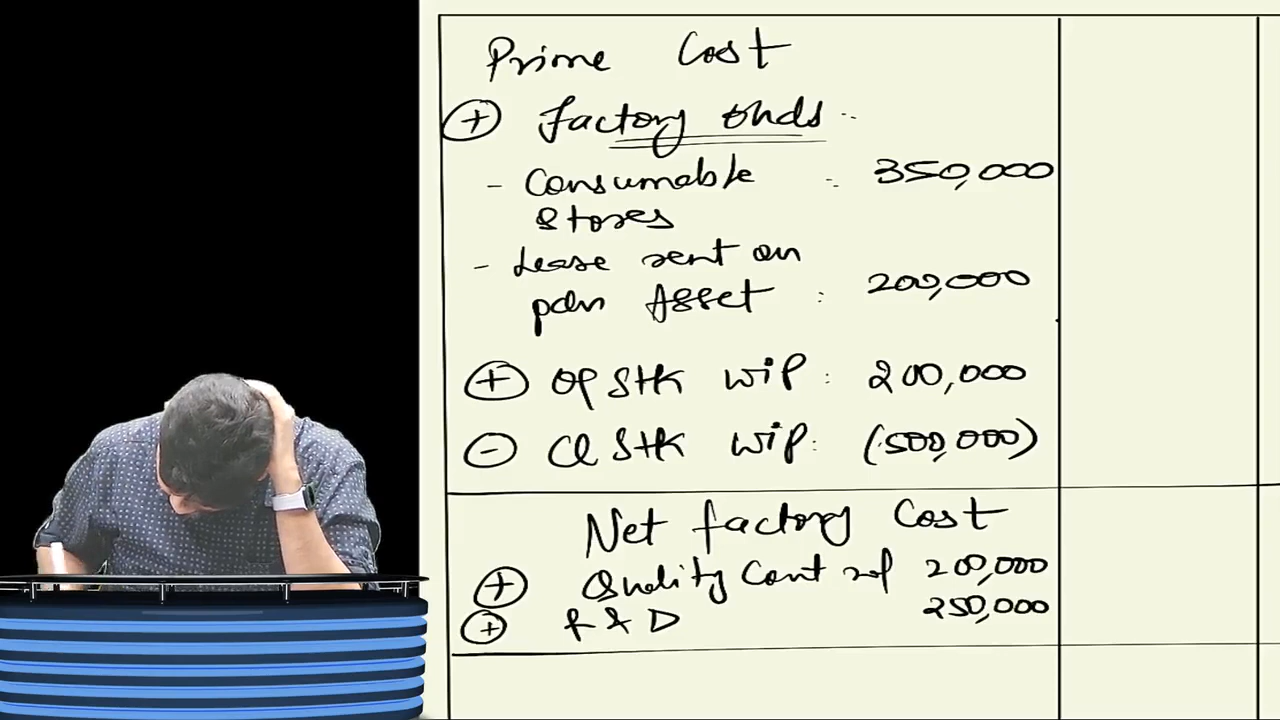 Prime Cost
+ Factory Ohds :-
- Consumable :- 350,000
Stores
- Lease rent on
pdn Asset : 200,000
+ Op Stk WIP : 200,000
- Cl Stk WIP : (500,000)
Net factory Cost
+ Quality Cont 200,000
+ R & D 250,000